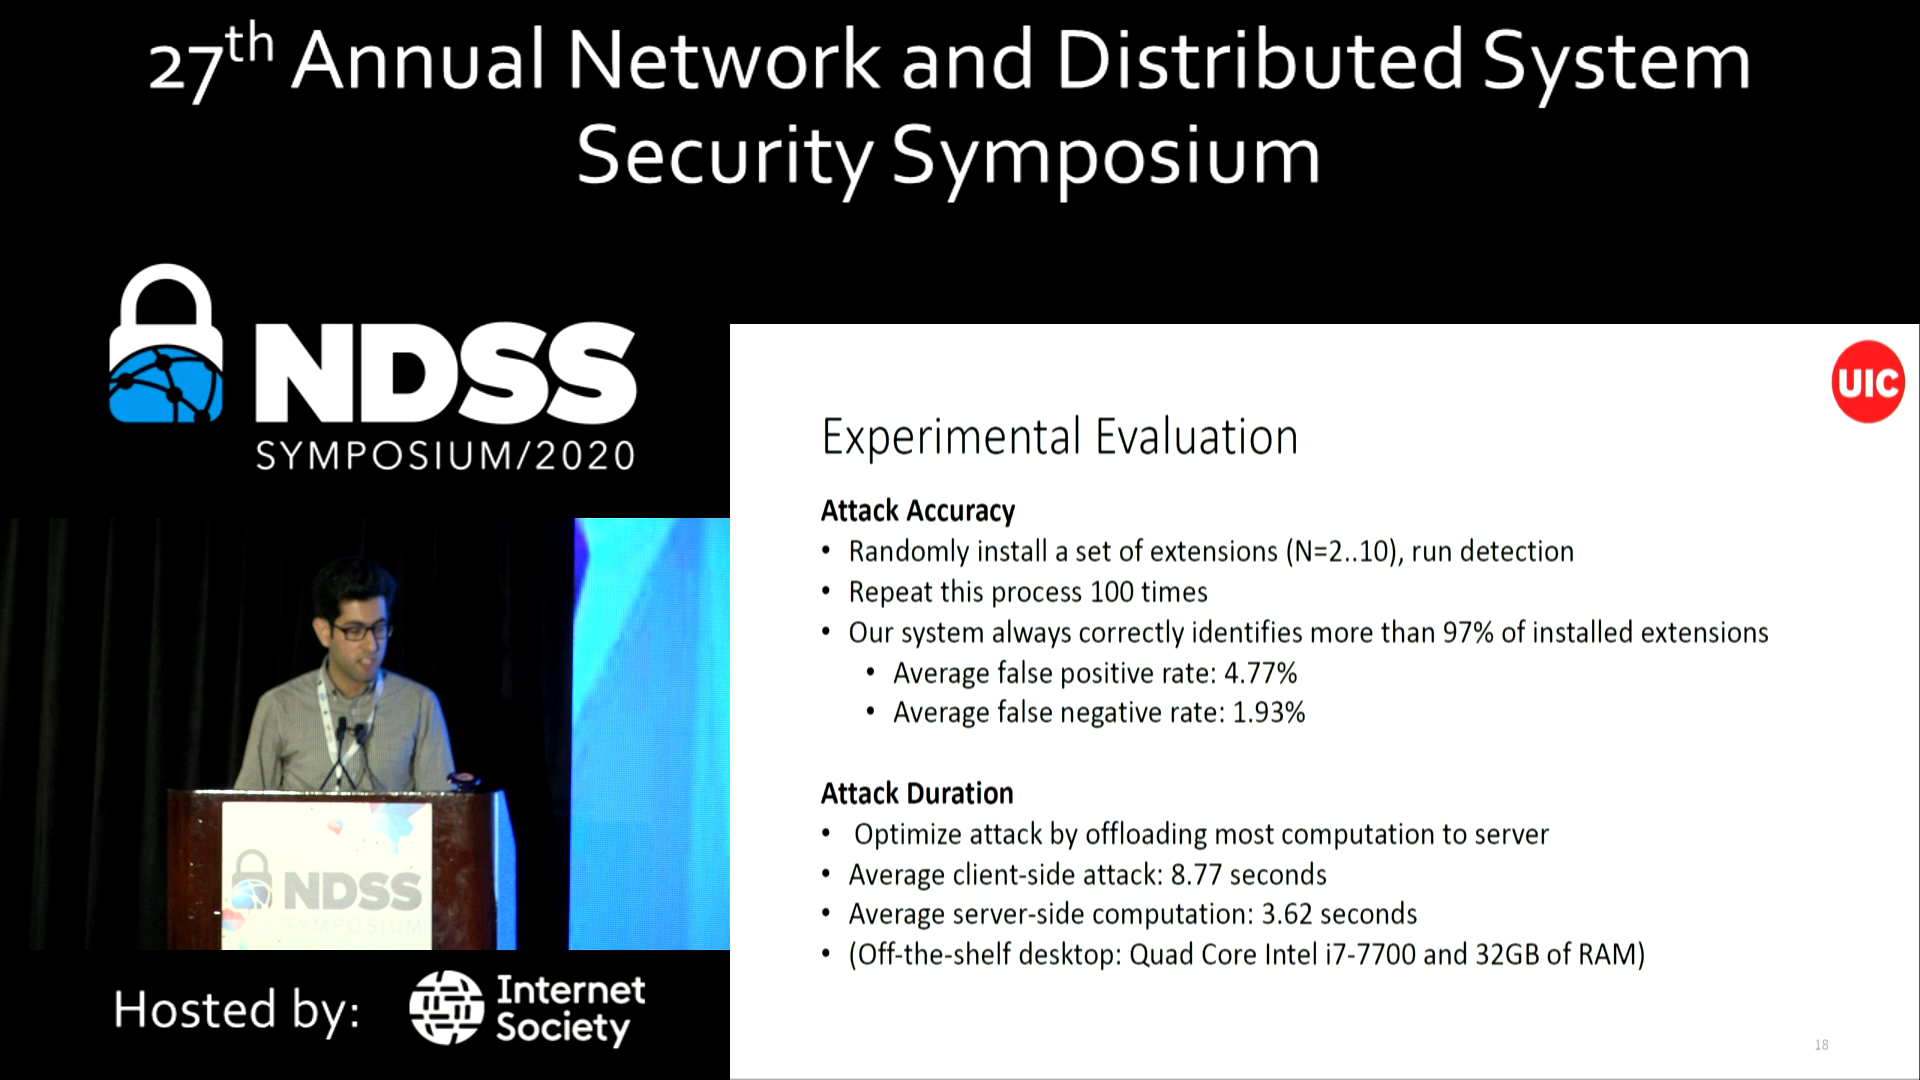 27th Annual Network and Distributed System
Security Symposium
NDSS
SYMPOSIUM/2020
UIC
Experimental Evaluation
Attack Accuracy
• Randomly install a set of extensions (N=2..10), run detection
• Repeat this process 100 times
• Our system always correctly identifies more than 97% of installed extensions
• Average false positive rate: 4.77%
• Average false negative rate: 1.93%
Attack Duration
• Optimize attack by offloading most computation to server
• Average client-side attack: 8.77 seconds
• Average server-side computation: 3.62 seconds
• (Off-the-shelf desktop: Quad Core Intel i7-7700 and 32GB of RAM)
18
NDSS
SYMPOSIUM
Hosted by:
Internet
Society